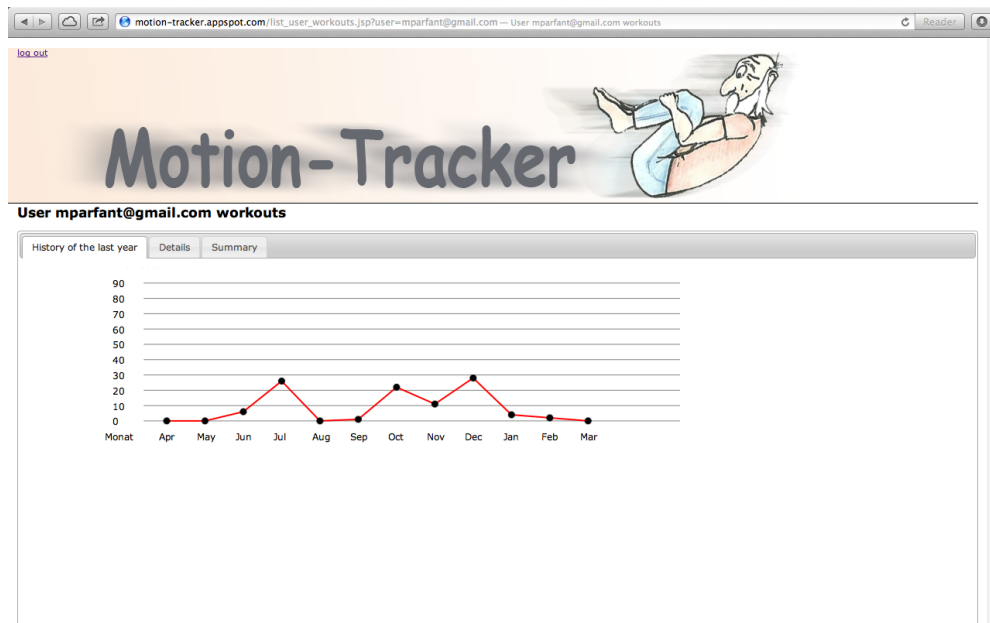 motion-tracker.appspot.com/list_user_workouts.jsp?user=mparfant@gmail.com — User mparfant@gmail.com workouts
Reader
log out
Motion-Tracker
User mparfant@gmail.com workouts
History of the last year Details Summary
90
80
70
60
50
40
30
20
10
0
Monat Apr May Jun Jul Aug Sep Oct Nov Dec Jan Feb Mar